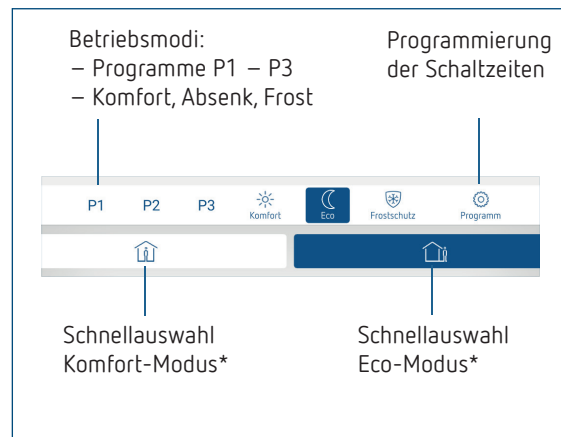 Betriebsmodi:
– Programme P1 – P3
– Komfort, Absenk, Frost
Programmierung
der Schaltzeiten
P1 P2 P3 Komfort Eco Frostschutz Programm
Schnellauswahl
Komfort-Modus*
Schnellauswahl
Eco-Modus*